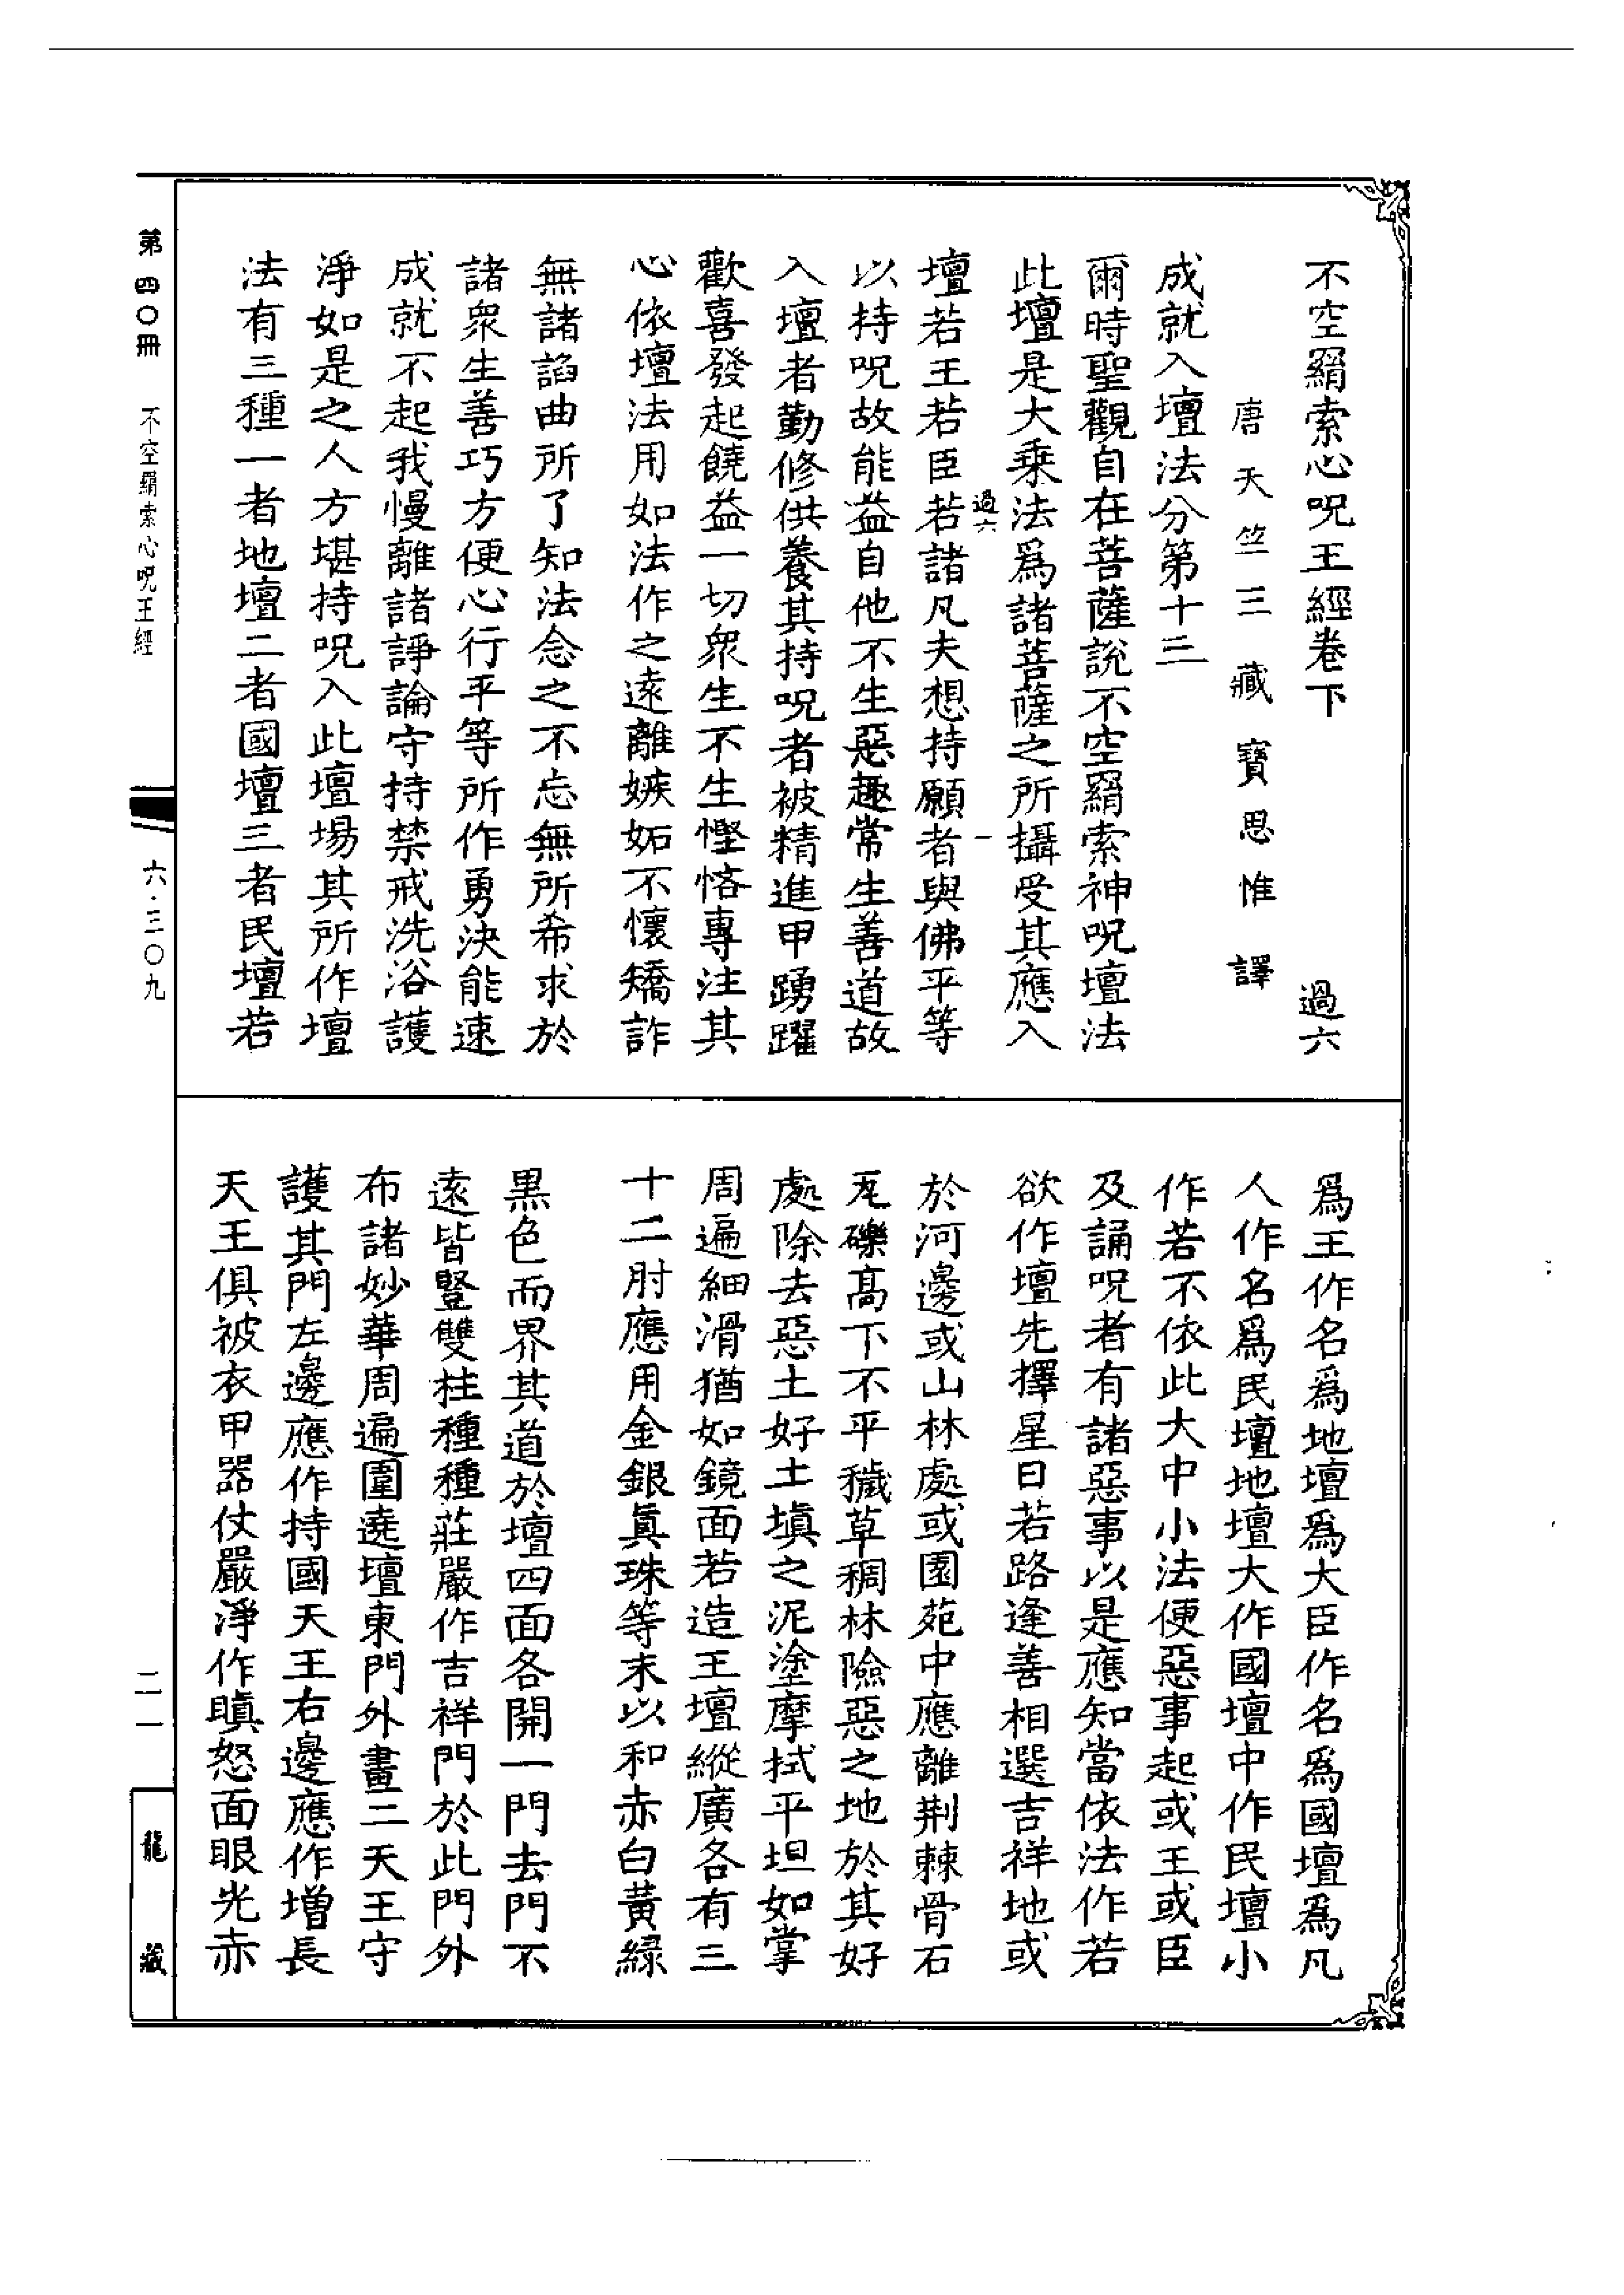 不空羂索心呪王經卷下　過六
唐天竺三藏寶思惟譯
成就入壇法分第十三
爾時聖觀自在菩薩說不空羂索神呪壇法
此壇是大乘法爲諸菩薩之所攝受其應入
過六　一
壇若王若臣若諸凡夫想持願者與佛平等
以持呪故能益自他不生惡趣常生善道故
入壇者勤修供養其持呪者被精進甲踴躍
歡喜發起饒益一切眾生不生慳悋專注其
心依壇法用如法作之遠離嫉妬不懷矯詐
無諸諂曲所了知法念之不忘無所希求於
諸眾生善巧方便心行平等所作勇決能速
成就不起我慢離諸諍論守持禁戒洗浴護
淨如是之人方堪持呪入此壇場其所作壇
法有三種一者地壇二者國壇三者民壇若
爲王作名爲地壇爲大臣作名爲國壇爲凡
人作名爲民壇地壇大作國壇中作民壇小
作若不依此大中小法便惡事起或王或臣
及誦呪者有諸惡事以是應知當依法作若
欲作壇先擇星日若路逢善相選吉祥地或
於河邊或山林處或園苑中應離荆棘骨石
瓦礫高下不平穢草稠林險惡之地於其好
處除去惡土好土填之泥塗摩拭平坦如掌
周遍細滑猶如鏡面若造王壇縱廣各有三
十二肘應用金銀眞珠等末以和赤白黃綠
黑色而界其道於壇四面各開一門去門不
遠皆豎雙柱種種莊嚴作吉祥門於此門外
布諸妙華周遍圍遶壇東門外畫二天王守
護其門左邊應作持國天王右邊應作增長
天王俱被衣甲器仗嚴淨作瞋怒面眼光赤
第四〇冊　不空羂索心呪王經　六·三〇九
二一
龍藏